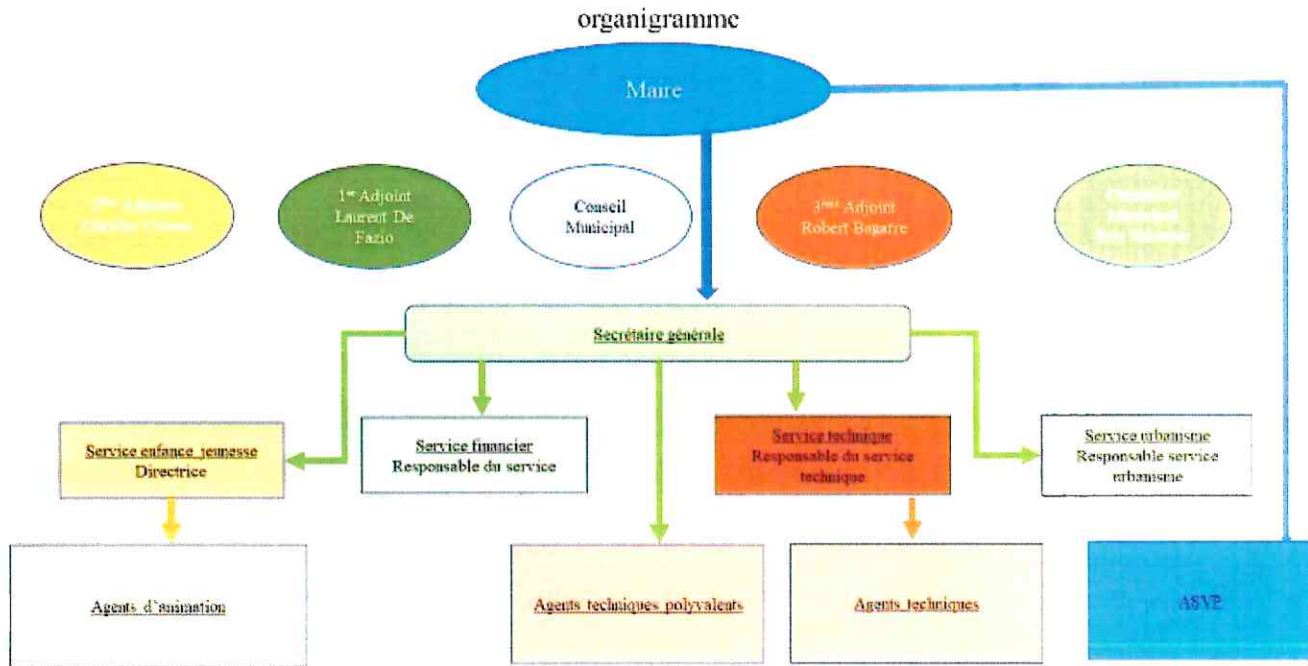 organigramme
Maire
1er Adjoint
Laurent De
Fazio
Conseil
Municipal
3ème Adjoint
Robert Bagarre
Secrétaire générale
Service enfance jeunesse
Directrice
Service financier
Responsable du service
Service technique
Responsable du service
technique
Service urbanisme
Responsable service
urbanisme
Agents d'animation
Agents techniques polyvalents
Agents techniques
ASVP